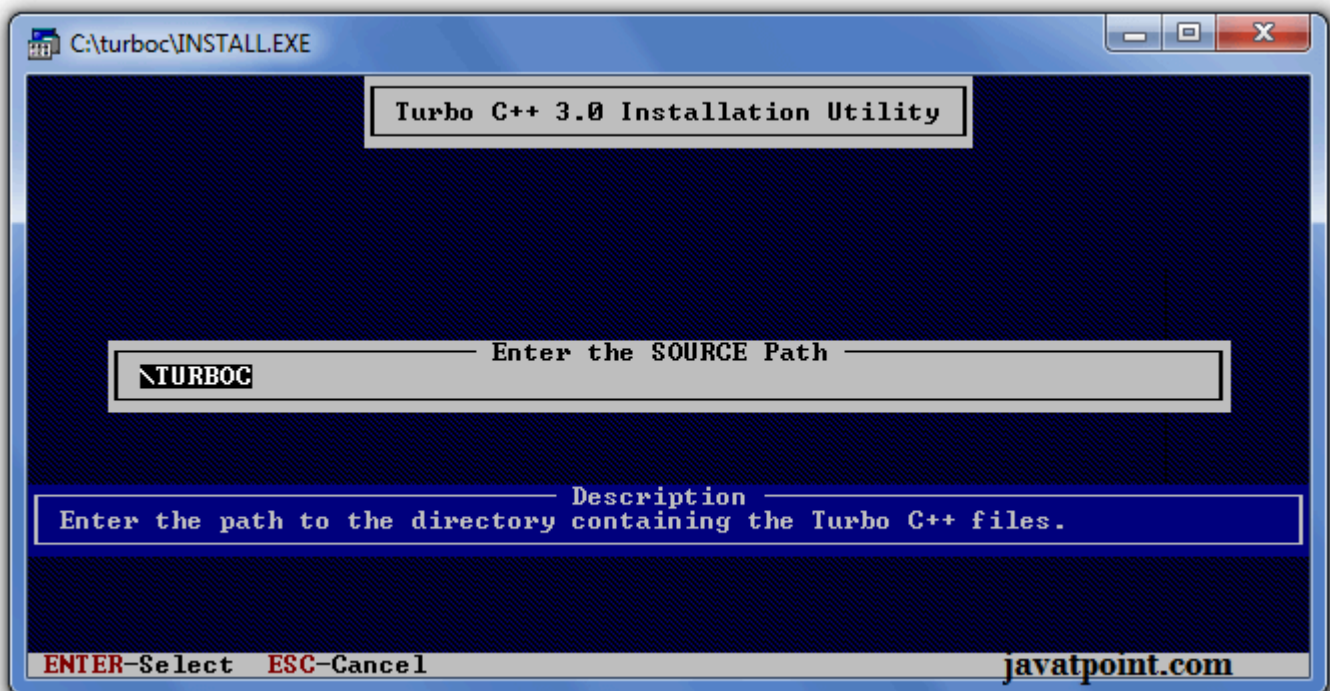 C:\turboc\INSTALL.EXE
Turbo C++ 3.0 Installation Utility
Enter the SOURCE Path
\TURBOC
Description
Enter the path to the directory containing the Turbo C++ files.
ENTER-Select ESC-Cancel
javatpoint.com